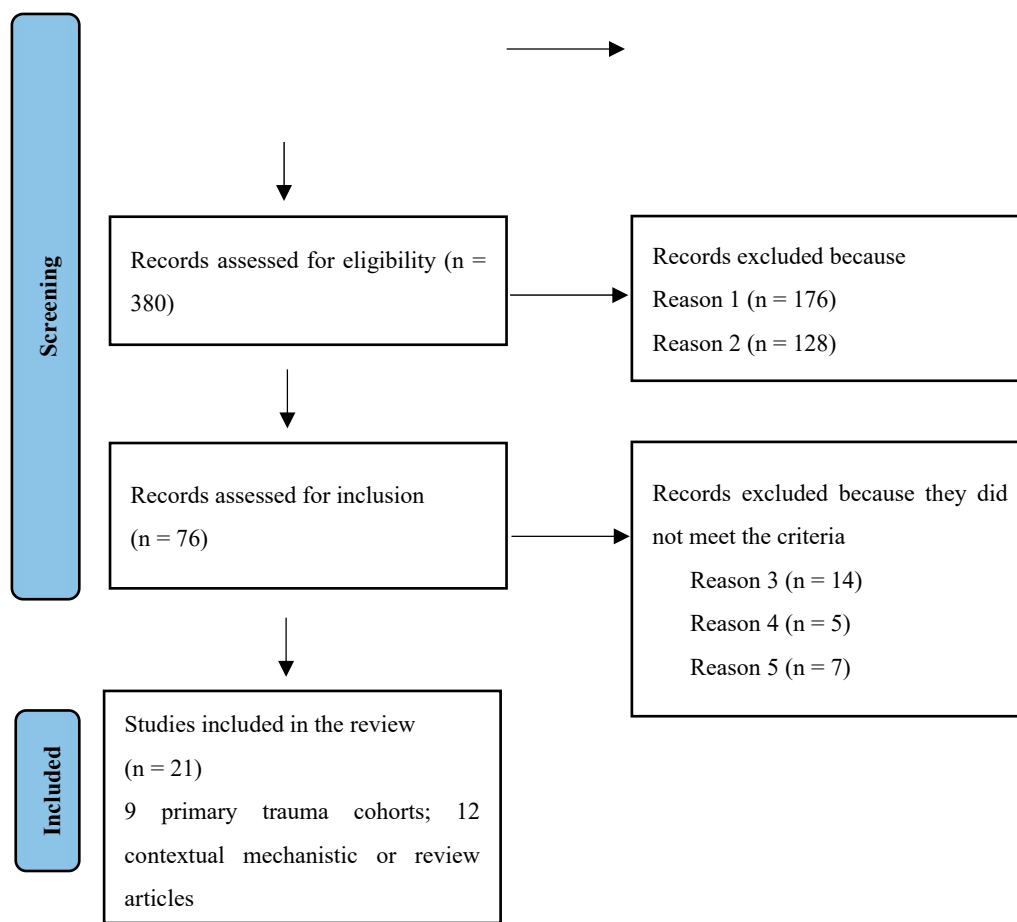 Screening
Records assessed for eligibility (n =
380)
Records excluded because
Reason 1 (n = 176)
Reason 2 (n = 128)
Records assessed for inclusion
(n = 76)
Records excluded because they did
not meet the criteria
Reason 3 (n = 14)
Reason 4 (n = 5)
Reason 5 (n = 7)
Included
Studies included in the review
(n = 21)
9 primary trauma cohorts; 12
contextual mechanistic or review
articles